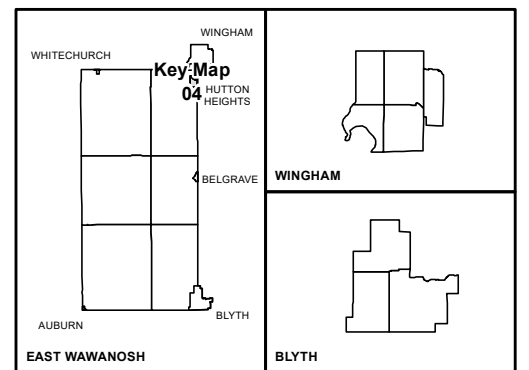 WINGHAM
WHITECHURCH
Key Map
04
HUTTON
HEIGHTS
BELGRAVE
BLYTH
AUBURN
EAST WAWANOSH
WINGHAM
BLYTH